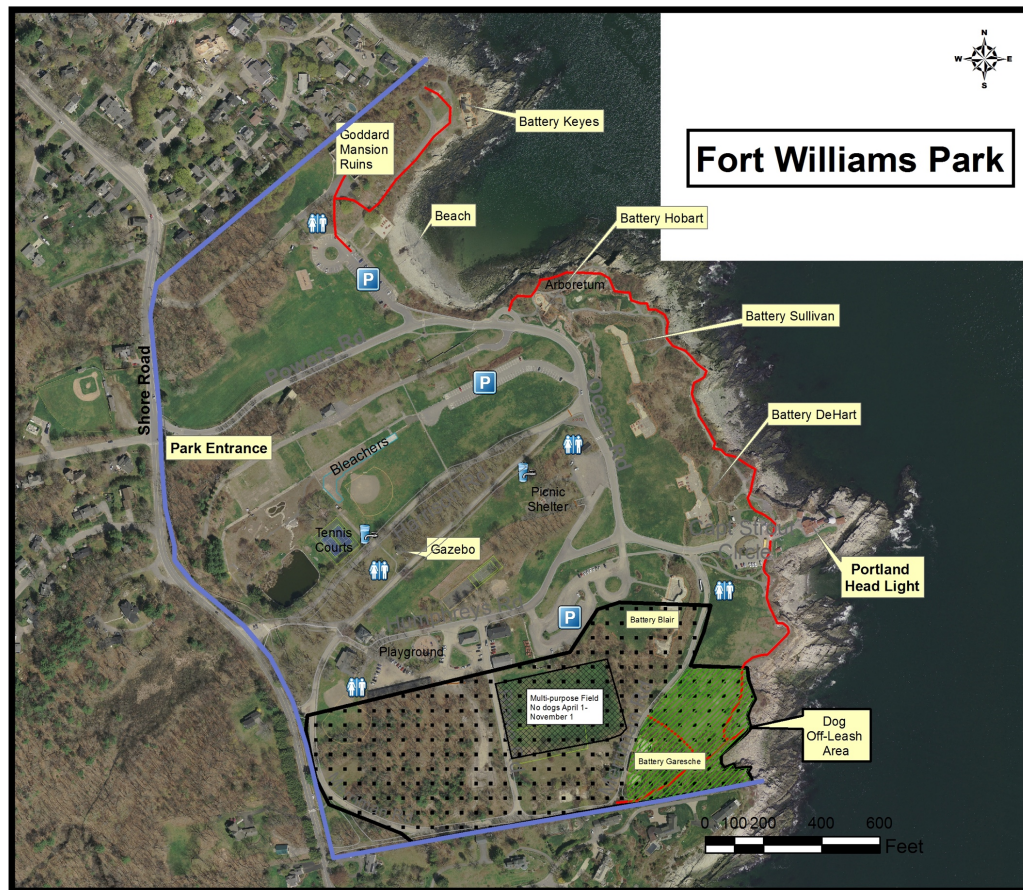 N
W E
S
Fort Williams Park
Battery Keyes
Goddard
Mansion
Ruins
Beach
Battery Hobart
Arboretum
P
Battery Sullivan
Shore Road
P
Battery DeHart
Park Entrance
Bleachers
Picnic
Shelter
Tennis
Courts
Gazebo
Circle
Portland
Head Light
P
Battery Blair
Playground
Multi-purpose Field
No dogs April 1-
November 1
Dog
Off-Leash
Area
Battery Garesche
0 100 200 400 600
Feet